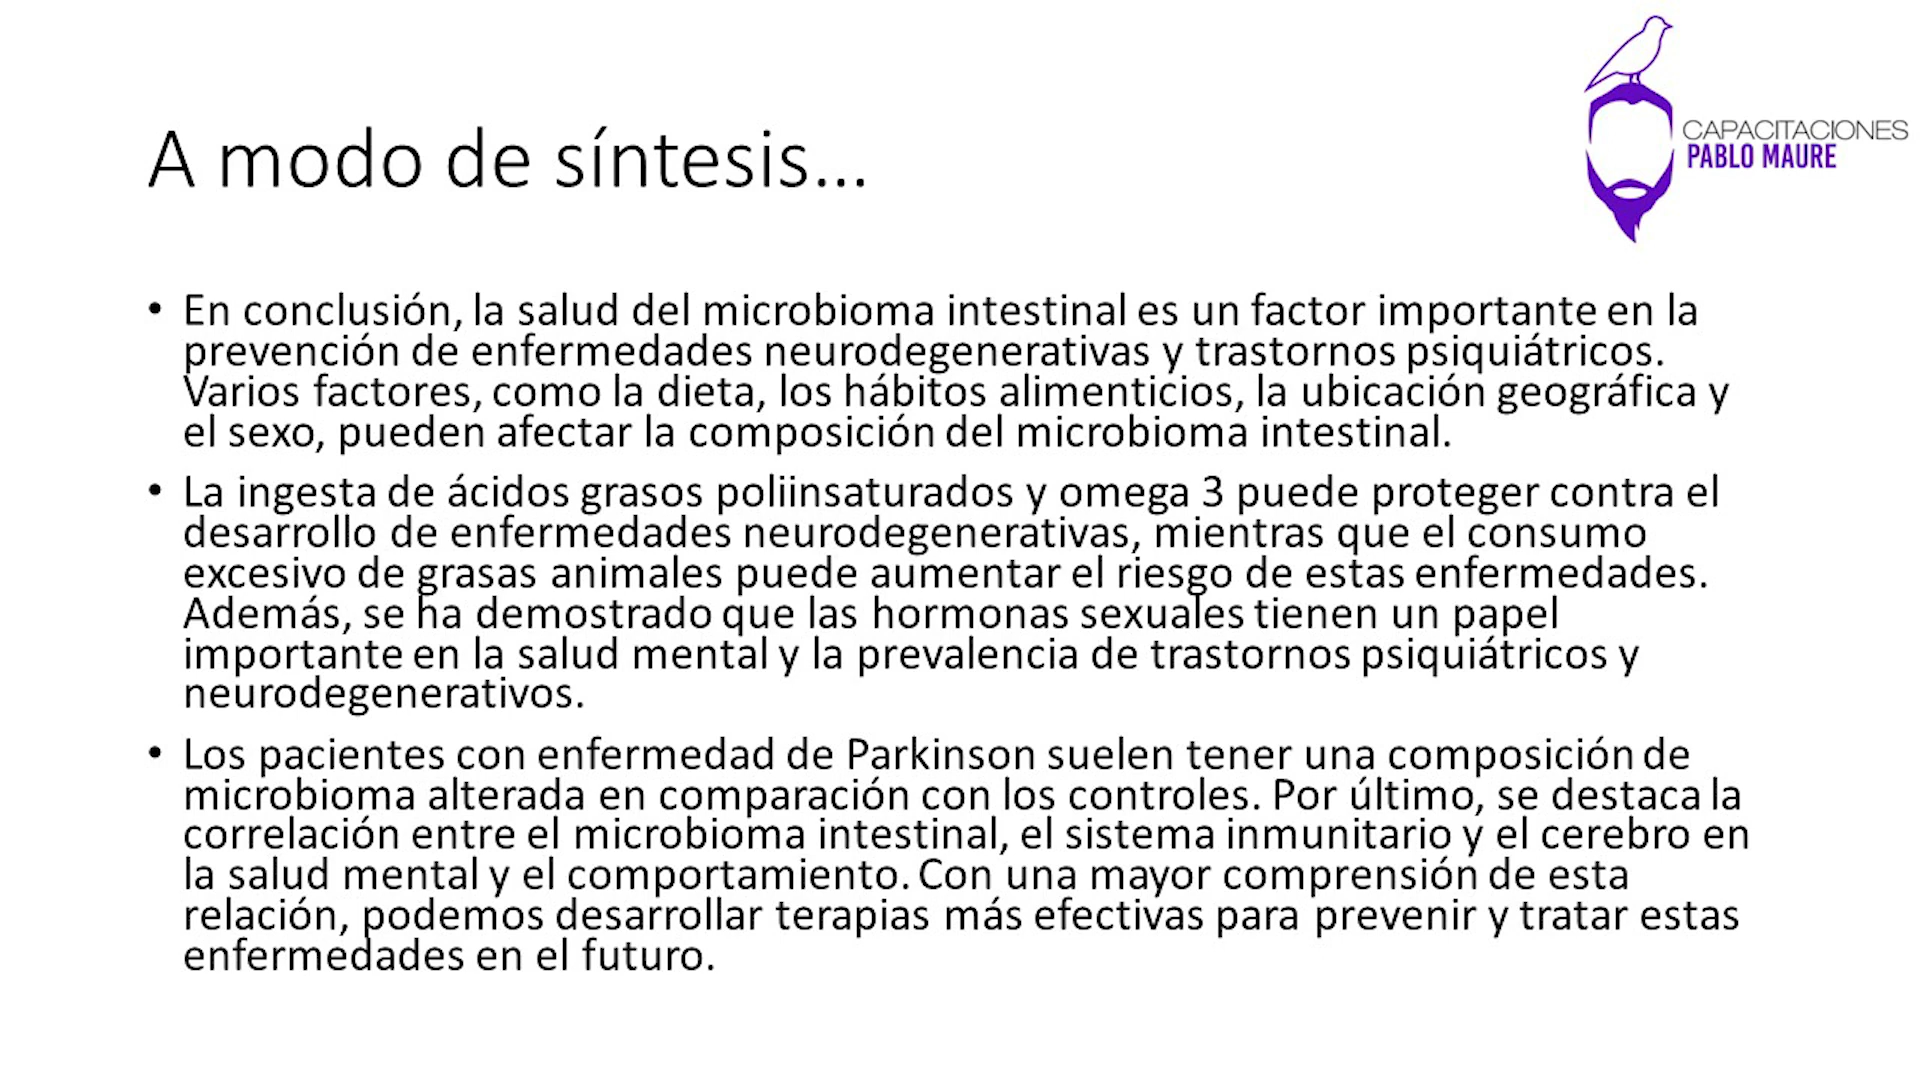 CAPACITACIONES
PABLO MAURE
A modo de síntesis...
• En conclusión, la salud del microbioma intestinal es un factor importante en la
prevención de enfermedades neurodegenerativas y trastornos psiquiátricos.
Varios factores, como la dieta, los hábitos alimenticios, la ubicación geográfica y
el sexo, pueden afectar la composición del microbioma intestinal.
• La ingesta de ácidos grasos poliinsaturados y omega 3 puede proteger contra el
desarrollo de enfermedades neurodegenerativas, mientras que el consumo
excesivo de grasas animales puede aumentar el riesgo de estas enfermedades.
Además, se ha demostrado que las hormonas sexuales tienen un papel
importante en la salud mental y la prevalencia de trastornos psiquiátricos y
neurodegenerativos.
• Los pacientes con enfermedad de Parkinson suelen tener una composición de
microbioma alterada en comparación con los controles. Por último, se destaca la
correlación entre el microbioma intestinal, el sistema inmunitario y el cerebro en
la salud mental y el comportamiento. Con una mayor comprensión de esta
relación, podemos desarrollar terapias más efectivas para prevenir y tratar estas
enfermedades en el futuro.